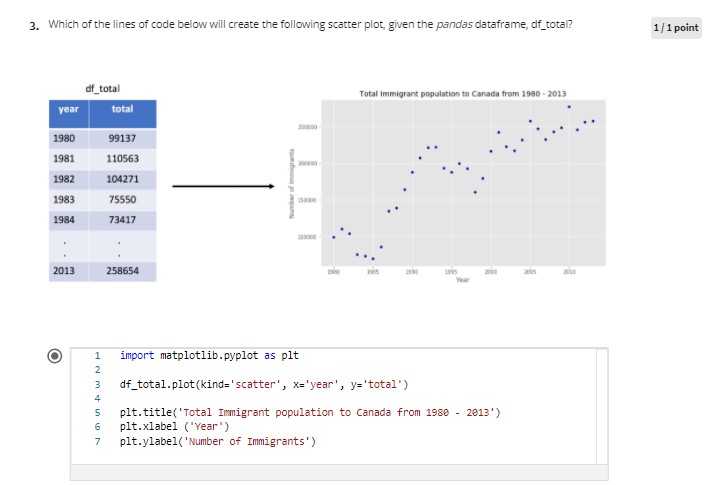 3. Which of the lines of code below will create the following scatter plot, given the pandas dataframe, df_total?
1 / 1 point
df_total
year total
1980 99137
1981 110563
1982 104271
1983 75550
1984 73417
. .
. .
2013 258654
Total Immigrant population to Canada from 1980 - 2013
Number of Immigrants
250000
200000
150000
100000
1980 1985 1990 1995 2000 2005 2010
Year
1 import matplotlib.pyplot as plt
2
3 df_total.plot(kind='scatter', x='year', y='total')
4
5 plt.title('Total Immigrant population to Canada from 1980 - 2013')
6 plt.xlabel ('Year')
7 plt.ylabel('Number of Immigrants')